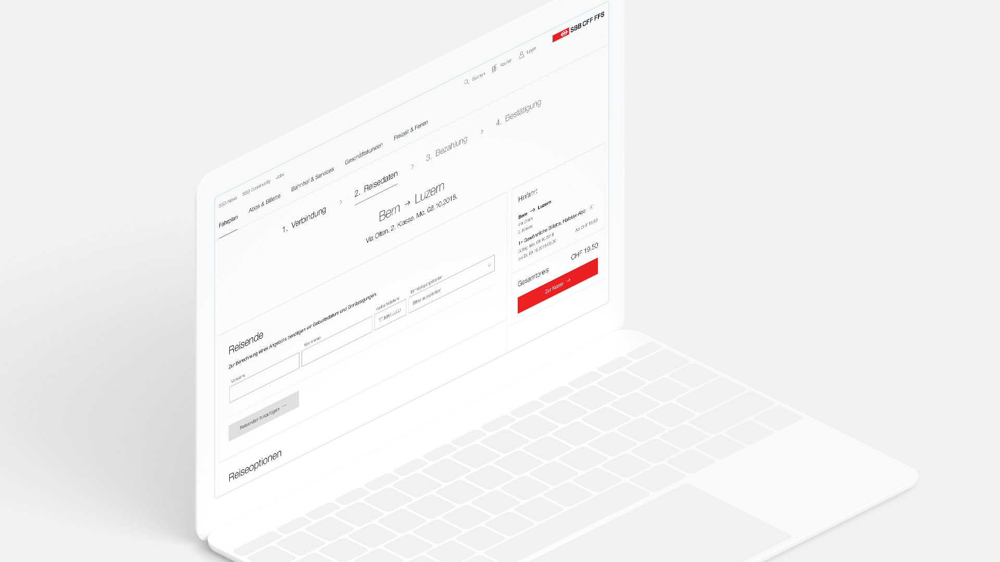 SBB CFF FFS
Suchen Kaufen Login
SBB News SBB Community Jobs
Fahrplan Abos & Billette Bahnhof & Services Geschäftskunden Freizeit & Ferien
1. Verbindung > 2. Reisedaten > 3. Bezahlung > 4. Bestätigung
Bern → Luzern
Via Olten, 2. Klasse, Mo, 08.10.2018.
Reisende
Zur Berechnung eines Angebots benötigen wir Geburtsdatum und Ermässigungen.
Vorname Nachname Geburtsdatum Ermässigungskarten
TT.MM.JJJJ Bitte auswählen
Reisenden hinzufügen
Reiseoptionen
Hinfahrt
Bern → Luzern
Via Olten
2. Klasse
1× Gewöhnliche Billette, Halbtax-Abo
Gültig: Mo, 08.10.2018 Ab CHF 19.50
bis Di, 09.10.2018 05:00
Gesamtpreis CHF 19.50
Zur Kasse →